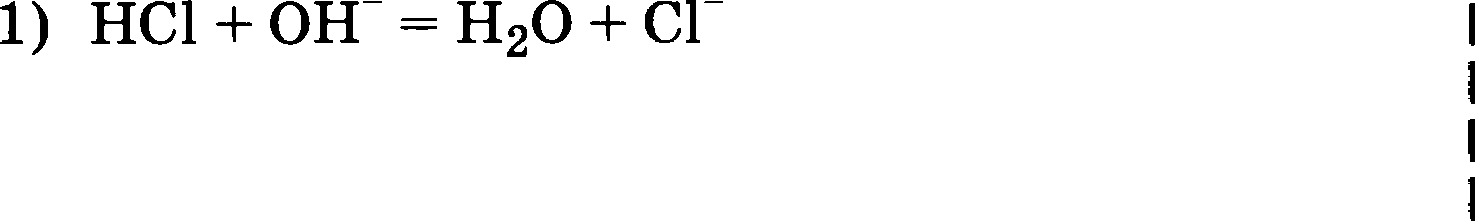 1) HCl + OH⁻ = H₂O + Cl⁻